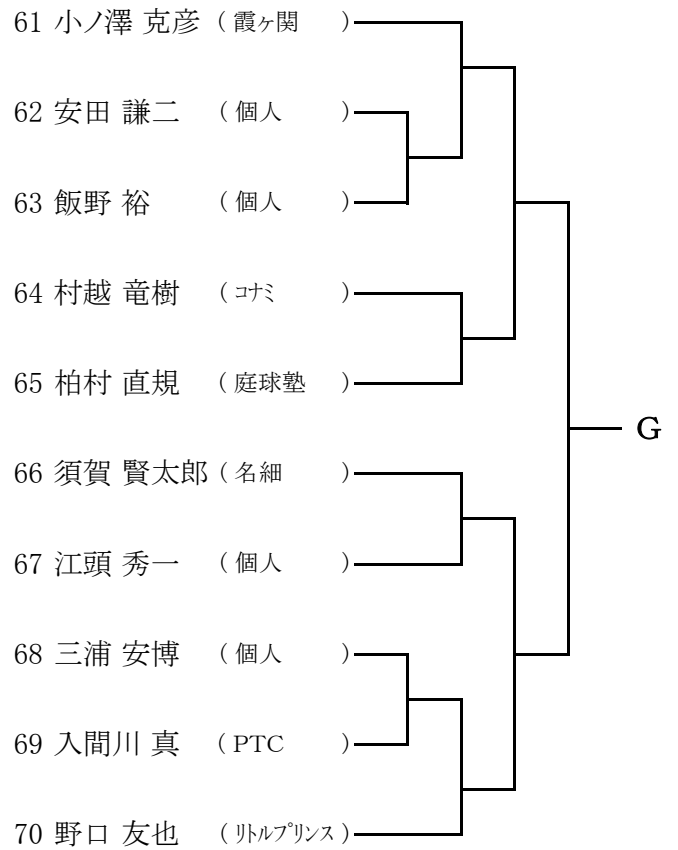 61 小ノ澤 克彦 ( 霞ヶ関 )
62 安田 謙二 ( 個人 )
63 飯野 裕 ( 個人 )
64 村越 竜樹 ( ｺﾅﾐ )
65 柏村 直規 ( 庭球塾 )
G
66 須賀 賢太郎 ( 名細 )
67 江頭 秀一 ( 個人 )
68 三浦 安博 ( 個人 )
69 入間川 真 ( PTC )
70 野口 友也 ( ﾘﾄﾙﾌﾟﾘﾝｽ )